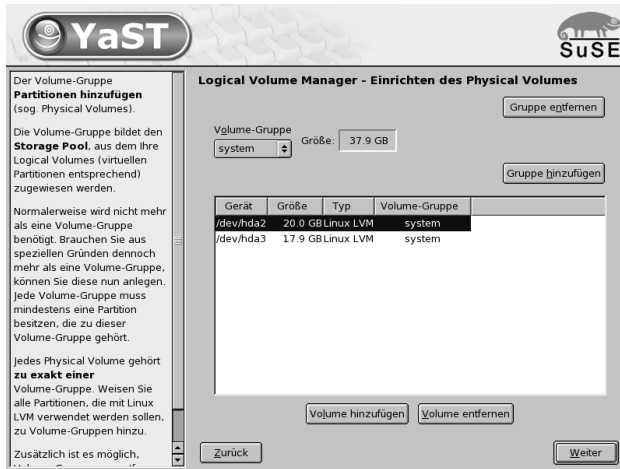 YaST
SuSE
Der Volume-Gruppe
Partitionen hinzufügen
(sog. Physical Volumes).
Die Volume-Gruppe bildet den
Storage Pool, aus dem Ihre
Logical Volumes (virtuellen
Partitionen entsprechend)
zugewiesen werden.
Normalerweise wird nicht mehr
als eine Volume-Gruppe
benötigt. Brauchen Sie aus
speziellen Gründen dennoch
mehr als eine Volume-Gruppe,
können Sie diese nun anlegen.
Jede Volume-Gruppe muss
mindestens eine Partition
besitzen, die zu dieser
Volume-Gruppe gehört.
Jedes Physical Volume gehört
zu exakt einer
Volume-Gruppe. Weisen Sie
alle Partitionen, die mit Linux
LVM verwendet werden sollen,
zu Volume-Gruppen hinzu.
Zusätzlich ist es möglich,
Logical Volume Manager - Einrichten des Physical Volumes
Gruppe entfernen
Volume-Gruppe
system
Größe: 37.9 GB
Gruppe hinzufügen
Gerät Größe Typ Volume-Gruppe
/dev/hda2 20.0 GB Linux LVM system
/dev/hda3 17.9 GB Linux LVM system
Volume hinzufügen Volume entfernen
Zurück Weiter